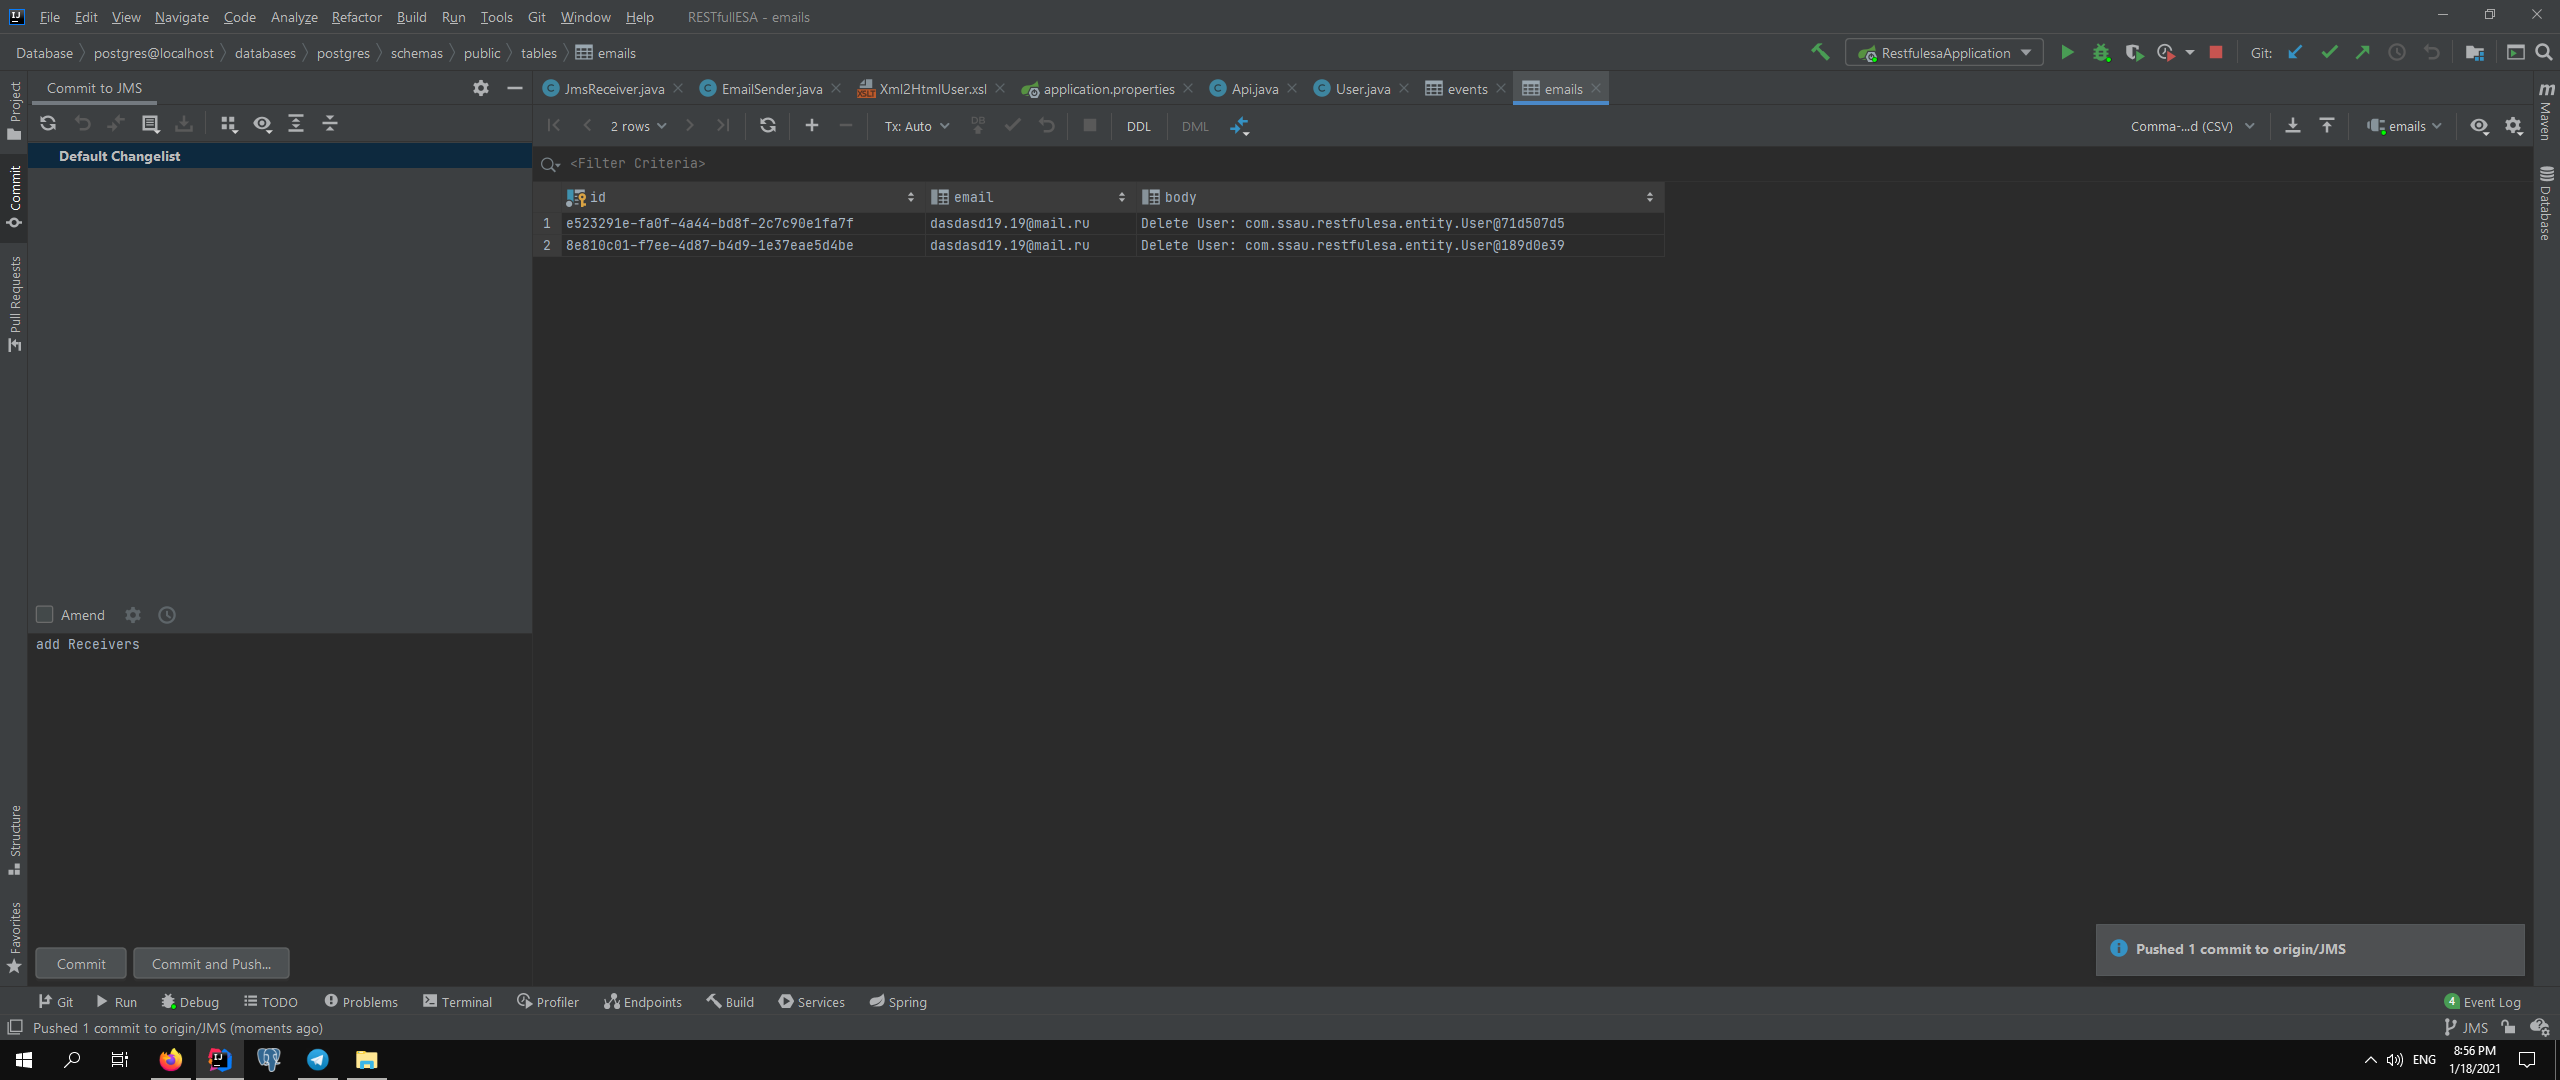 File Edit View Navigate Code Analyze Refactor Build Run Tools Git Window Help RESTfullESA - emails
Database postgres@localhost databases postgres schemas public tables emails RestfulesaApplication Git:
Commit to JMS JmsReceiver.java EmailSender.java Xml2HtmlUser.xsl application.properties Api.java User.java events emails
2 rows Tx: Auto DB DDL DML Comma-...d (CSV) emails
Default Changelist
<Filter Criteria>
id email body
1 e523291e-fa0f-4a44-bd8f-2c7c90e1fa7f dasdasd19.19@mail.ru Delete User: com.ssau.restfulesa.entity.User@71d507d5
2 8e810c01-f7ee-4d87-b4d9-1e37eae5d4be dasdasd19.19@mail.ru Delete User: com.ssau.restfulesa.entity.User@189d0e39
Project
Commit
Pull Requests
Structure
Favorites
Maven
Database
Amend
add Receivers
Commit Commit and Push...
Pushed 1 commit to origin/JMS
Git Run Debug TODO Problems Terminal Profiler Endpoints Build Services Spring 4 Event Log
Pushed 1 commit to origin/JMS (moments ago) JMS
ENG 8:56 PM
1/18/2021